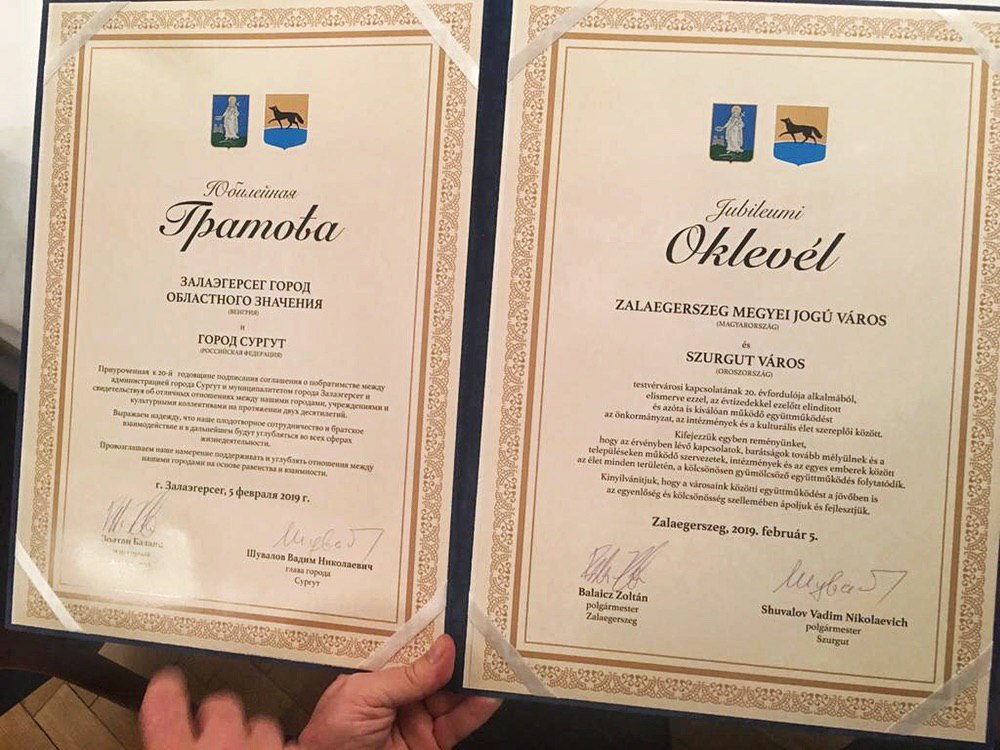 Юбилейная
Грамота
ЗАЛАЭГЕРСЕГ ГОРОД
ОБЛАСТНОГО ЗНАЧЕНИЯ
(ВЕНГРИЯ)
и
ГОРОД СУРГУТ
(РОССИЙСКАЯ ФЕДЕРАЦИЯ)
Приуроченная к 20-й годовщине подписания соглашения о побратимстве между
администрацией города Сургут и муниципалитетом города Залаэгерсег и
свидетельствуя об отличных отношениях между нашими городами, учреждениями и
культурными коллективами на протяжении двух десятилетий.
Выражаем надежду, что наше плодотворное сотрудничество и братское
взаимодействие и в дальнейшем будут углубляться во всех сферах
жизнедеятельности.
Провозглашаем наше намерение поддерживать и углублять отношения между
нашими городами на основе равенства и взаимности.
г. Залаэгерсег, 5 февраля 2019 г.
Золтан Балаиц
Шувалов Вадим Николаевич
глава города
Сургут
Jubileumi
Oklevél
ZALAEGERSZEG MEGYEI JOGÚ VÁROS
(MAGYARORSZÁG)
és
SZURGUT VÁROS
(OROSZORSZÁG)
testvérvárosi kapcsolatának 20. évfordulója alkalmából,
elismerve ezzel, az évtizedekkel ezelőtt elindított
és azóta is kiválóan működő együttműködést
az önkormányzat, az intézmények és a kulturális élet szereplői között.
Kifejezzük egyben reményünket,
hogy az érvényben lévő kapcsolatok, barátságok tovább mélyülnek és a
településeken működő szervezetek, intézmények és az egyes emberek között
az élet minden területén, a kölcsönösen gyümölcsöző együttműködés folytatódik.
Kinyilvánítjuk, hogy a városaink közötti együttműködést a jövőben is
az egyenlőség és kölcsönösség szellemében ápoljuk és fejlesztjük.
Zalaegerszeg, 2019. február 5.
Balaicz Zoltán
polgármester
Zalaegerszeg
Shuvalov Vadim Nikolaevich
polgármester
Szurgut